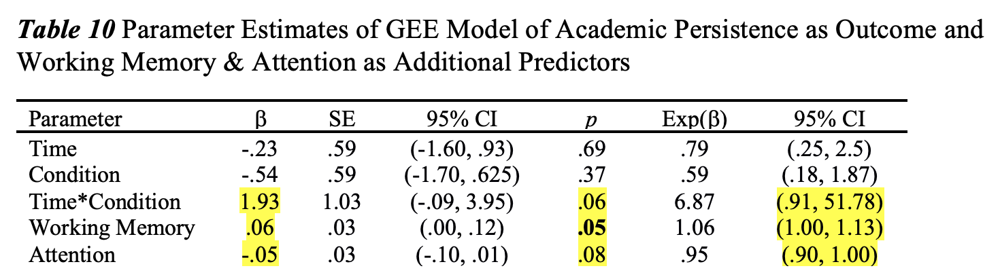 Table 10 Parameter Estimates of GEE Model of Academic Persistence as Outcome and
Working Memory & Attention as Additional Predictors
Parameter β SE 95% CI p Exp(β) 95% CI
Time -.23 .59 (-1.60, .93) .69 .79 (.25, 2.5)
Condition -.54 .59 (-1.70, .625) .37 .59 (.18, 1.87)
Time*Condition 1.93 1.03 (-.09, 3.95) .06 6.87 (.91, 51.78)
Working Memory .06 .03 (.00, .12) .05 1.06 (1.00, 1.13)
Attention -.05 .03 (-.10, .01) .08 .95 (.90, 1.00)